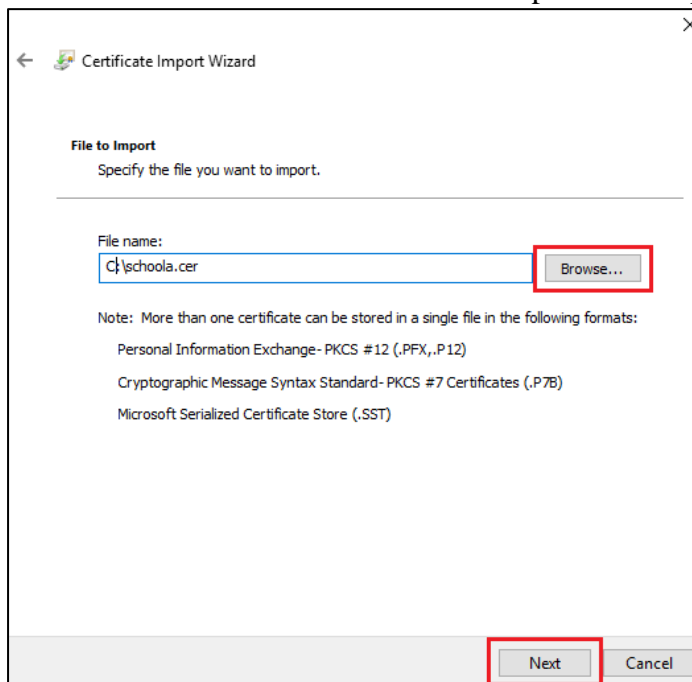 Certificate Import Wizard
File to Import
Specify the file you want to import.
File name:
C:\schoola.cer
Browse...
Note: More than one certificate can be stored in a single file in the following formats:
Personal Information Exchange- PKCS #12 (.PFX,.P12)
Cryptographic Message Syntax Standard- PKCS #7 Certificates (.P7B)
Microsoft Serialized Certificate Store (.SST)
Next
Cancel